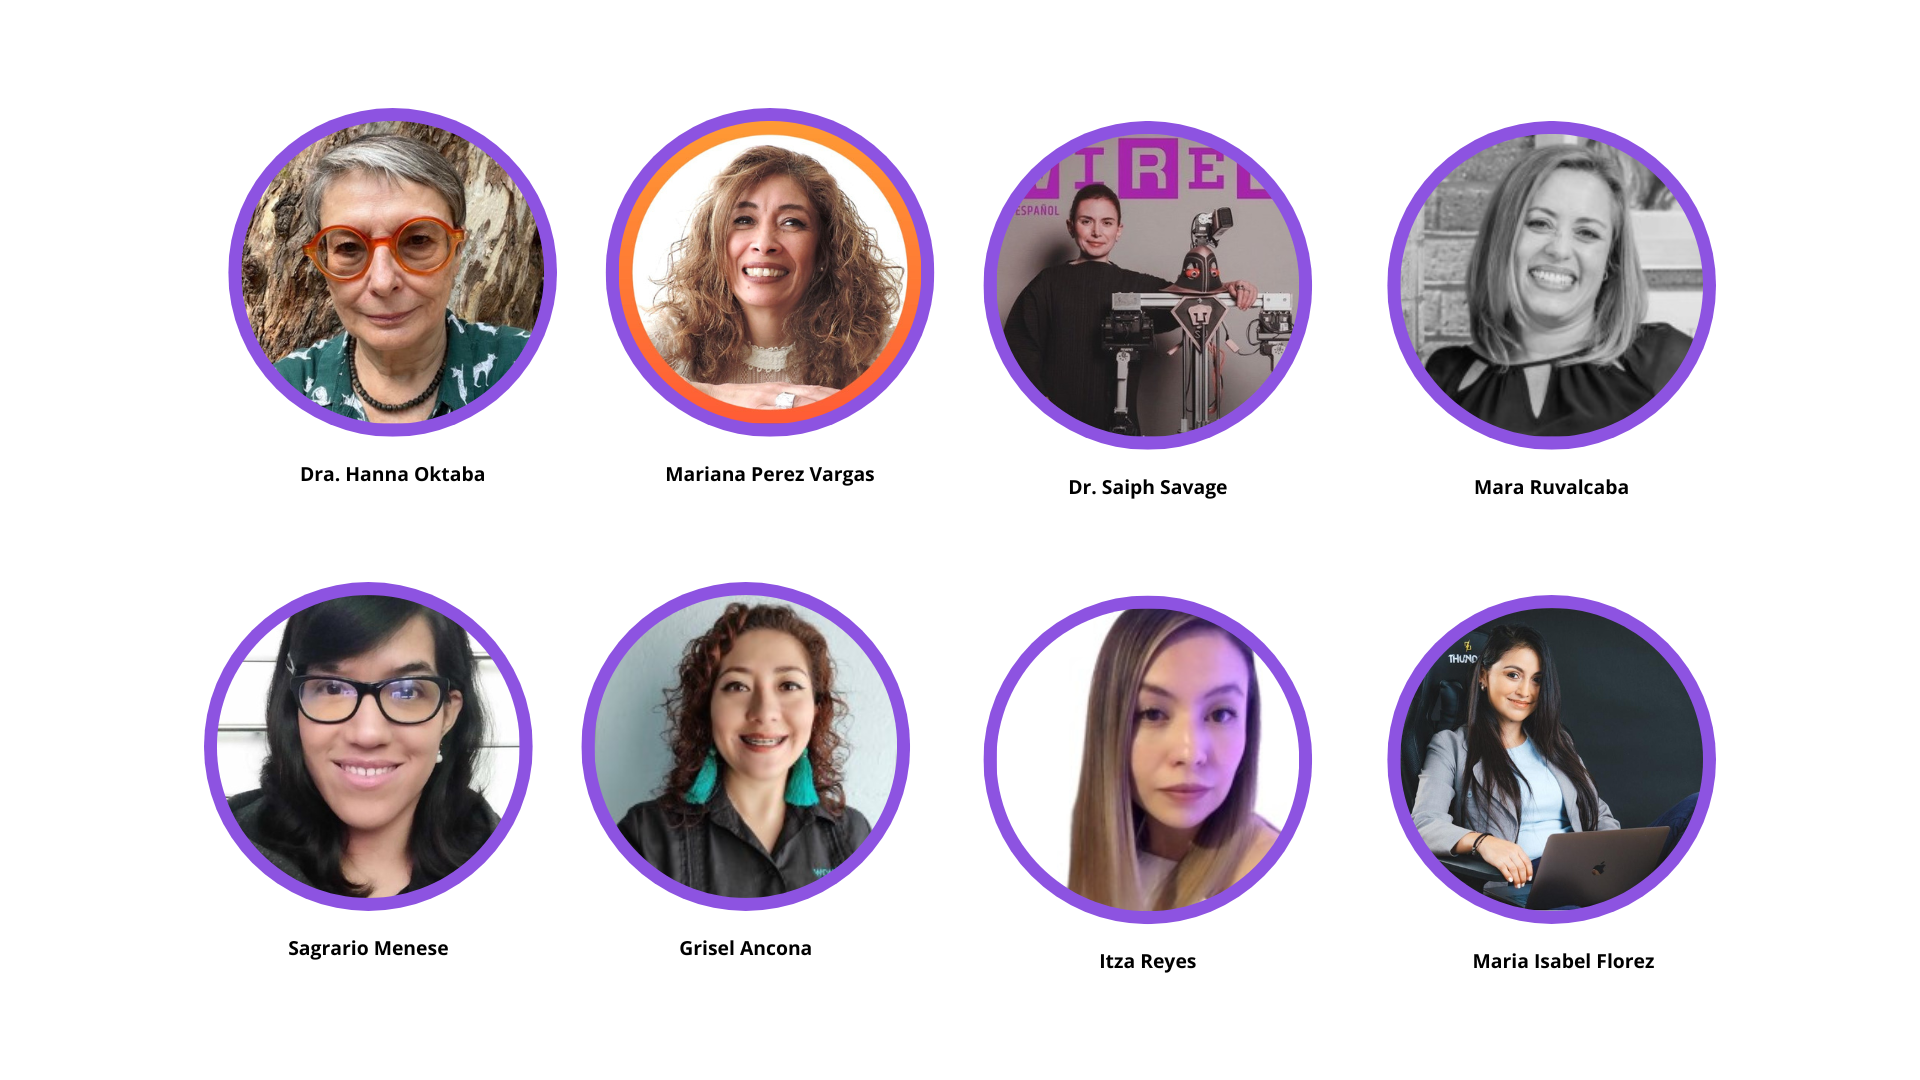 WIRED
ESPAÑOL
Dra. Hanna Oktaba
Mariana Perez Vargas
Dr. Saiph Savage
Mara Ruvalcaba
THUND
Sagrario Menese
Grisel Ancona
Itza Reyes
Maria Isabel Florez